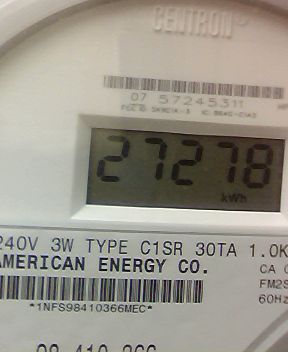 CENTRON®
07 57245311
27278
kWh
240V 3W TYPE C1SR 30TA 1.0K
AMERICAN ENERGY CO.
CA
FM2S
60Hz
*1NFS98410366MEC*